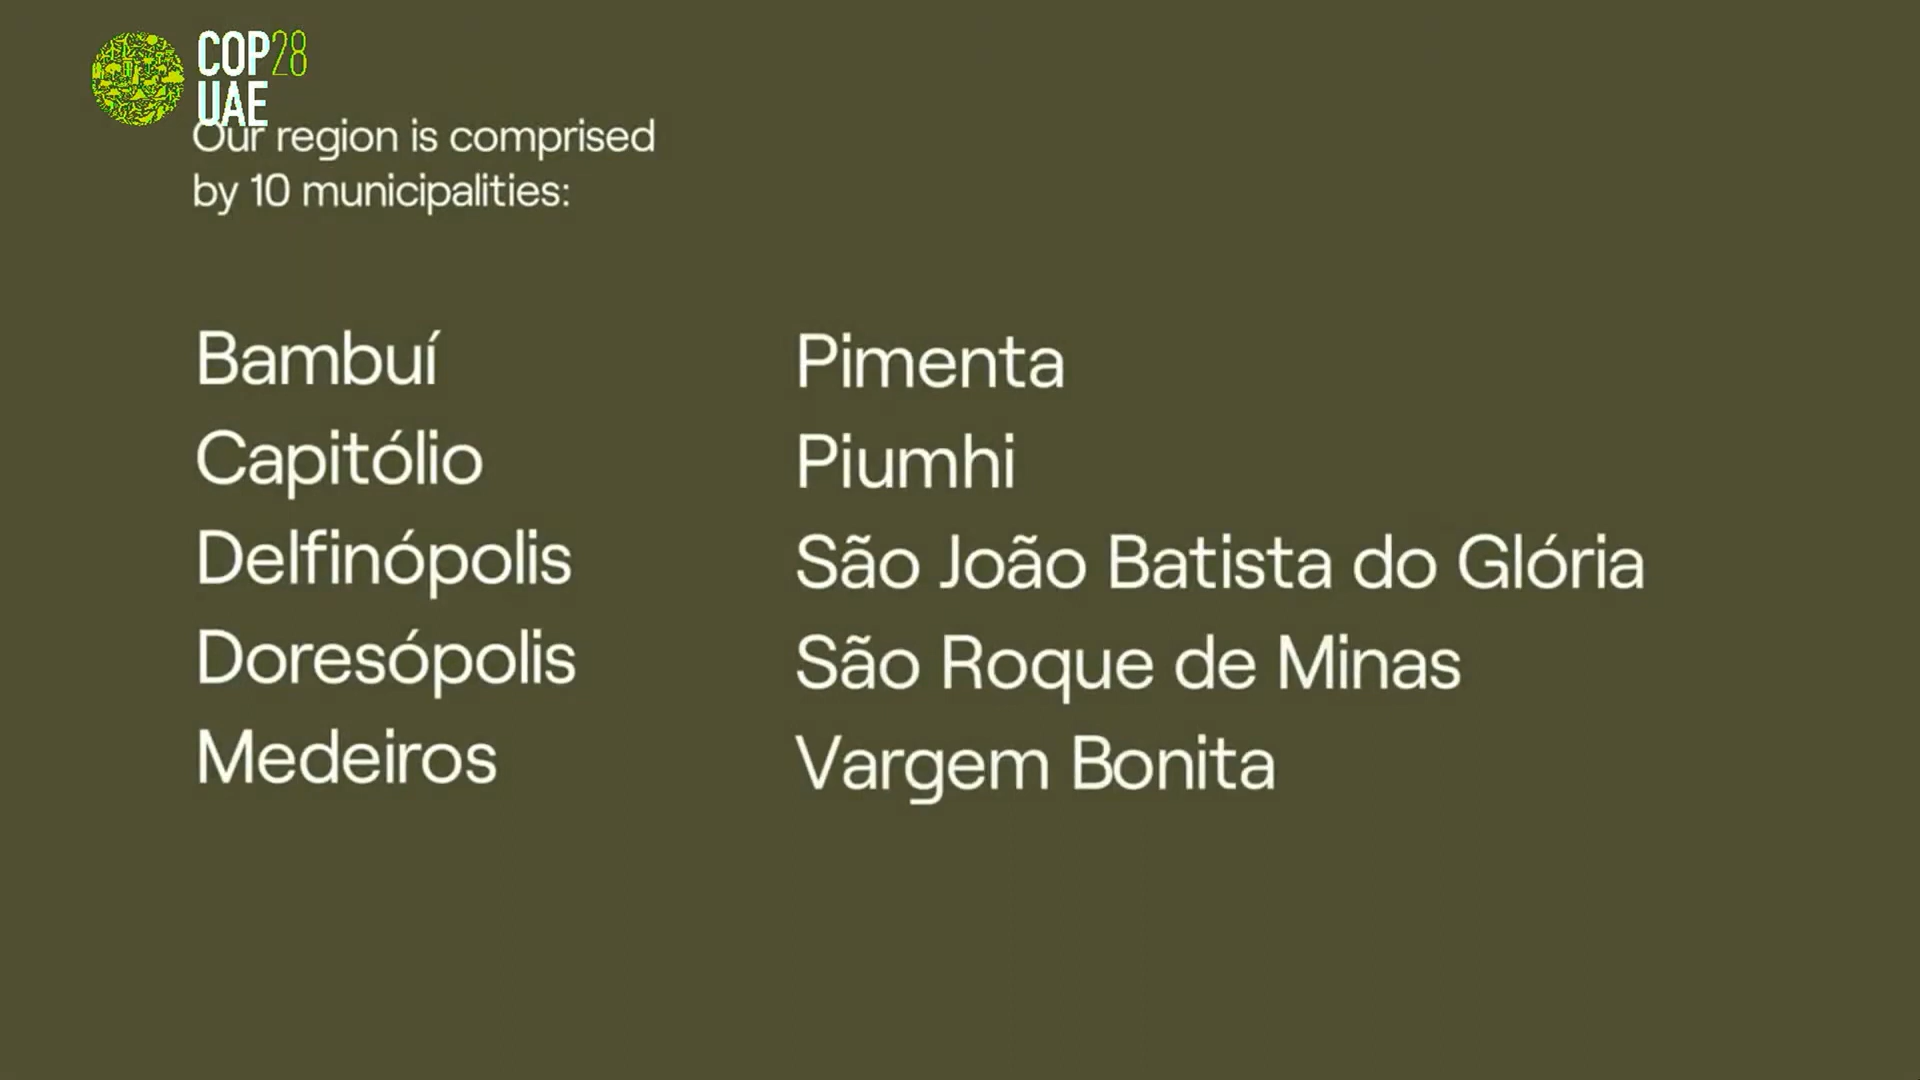 COP28
UAE
Our region is comprised
by 10 municipalities:
Bambuí
Capitólio
Delfinópolis
Doresópolis
Medeiros
Pimenta
Piumhi
São João Batista do Glória
São Roque de Minas
Vargem Bonita